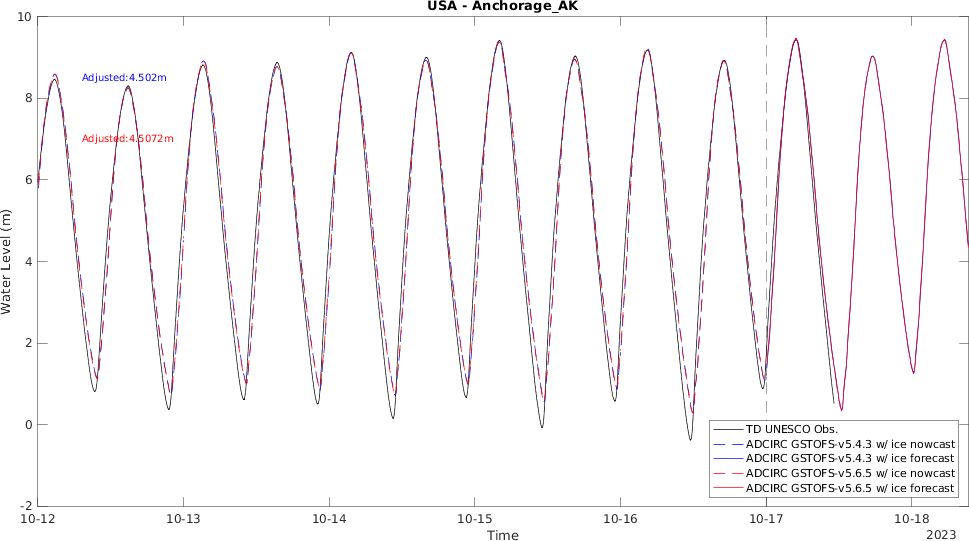 USA - Anchorage_AK
10
8
6
4
2
0
-2
Water Level (m)
Adjusted:4.502m
Adjusted:4.5072m
TD UNESCO Obs.
ADCIRC GSTOFS-v5.4.3 w/ ice nowcast
ADCIRC GSTOFS-v5.4.3 w/ ice forecast
ADCIRC GSTOFS-v5.6.5 w/ ice nowcast
ADCIRC GSTOFS-v5.6.5 w/ ice forecast
10-12 10-13 10-14 10-15 10-16 10-17 10-18
Time
2023